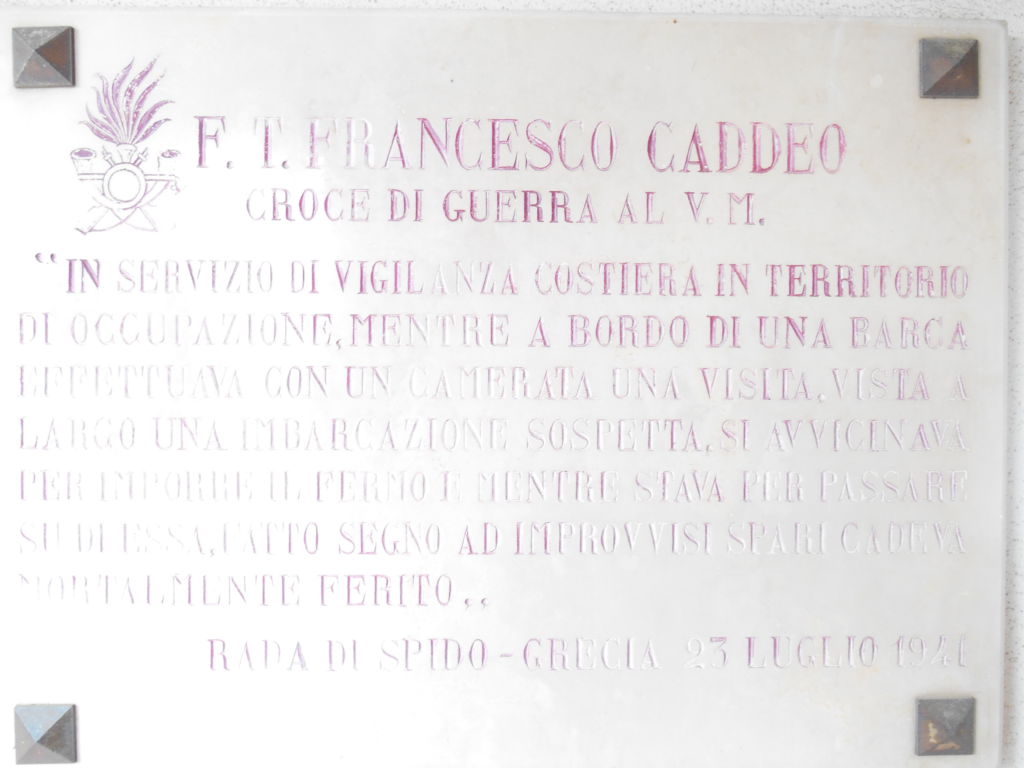 F. T. FRANCESCO CADDEO
CROCE DI GUERRA AL V. M.
“IN SERVIZIO DI VIGILANZA COSTIERA IN TERRITORIO
DI OCCUPAZIONE, MENTRE A BORDO DI UNA BARCA
EFFETTUAVA CON UN CAMERATA UNA VISITA, VISTA A
LARGO UNA IMBARCAZIONE SOSPETTA, SI AVVICINAVA
PER IMPORRE IL FERMO E MENTRE STAVA PER PASSARE
SU DI ESSA, FATTO SEGNO AD IMPROVVISI SPARI CADEVA
MORTALMENTE FERITO„
RADA DI SPIDO - GRECIA 23 LUGLIO 1941